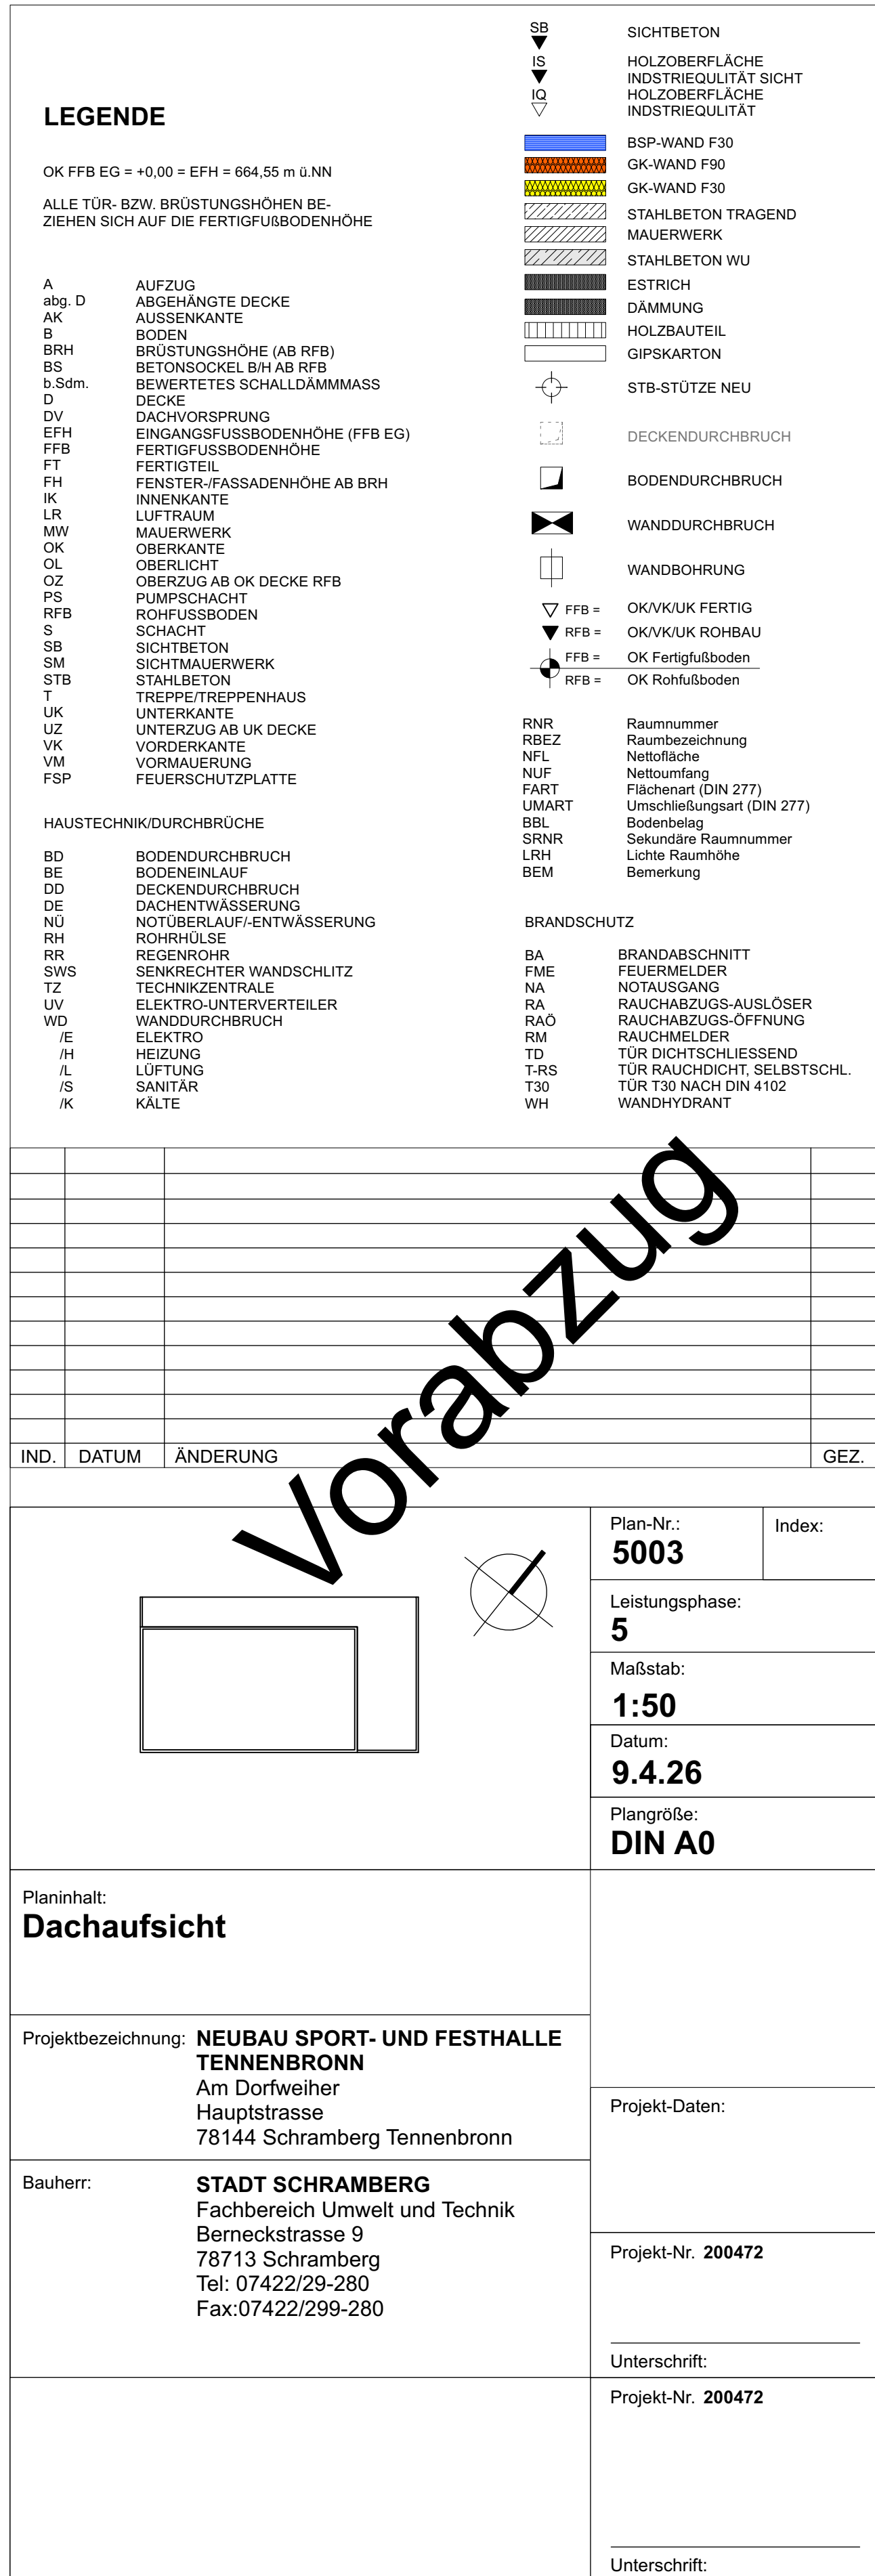 LEGENDE
OK FFB EG = +0,00 = EFH = 664,55 m ü.NN
ALLE TÜR- BZW. BRÜSTUNGSHÖHEN BE-
ZIEHEN SICH AUF DIE FERTIGFUßBODENHÖHE
A AUFZUG
abg. D ABGEHÄNGTE DECKE
AK AUSSENKANTE
B BODEN
BRH BRÜSTUNGSHÖHE (AB RFB)
BS BETONSOCKEL B/H AB RFB
b.Sdm. BEWERTETES SCHALLDÄMMMASS
D DECKE
DV DACHVORSPRUNG
EFH EINGANGSFUSSBODENHÖHE (FFB EG)
FFB FERTIGFUSSBODENHÖHE
FT FERTIGTEIL
FH FENSTER-/FASSADENHÖHE AB BRH
IK INNENKANTE
LR LUFTRAUM
MW MAUERWERK
OK OBERKANTE
OL OBERLICHT
OZ OBERZUG AB OK DECKE RFB
PS PUMPSCHACHT
RFB ROHFUSSBODEN
S SCHACHT
SB SICHTBETON
SM SICHTMAUERWERK
STB STAHLBETON
T TREPPE/TREPPENHAUS
UK UNTERKANTE
UZ UNTERZUG AB UK DECKE
VK VORDERKANTE
VM VORMAUERUNG
FSP FEUERSCHUTZPLATTE
HAUSTECHNIK/DURCHBRÜCHE
BD BODENDURCHBRUCH
BE BODENEINLAUF
DD DECKENDURCHBRUCH
DE DACHENTWÄSSERUNG
NÜ NOTÜBERLAUF/-ENTWÄSSERUNG
RH ROHRHÜLSE
RR REGENROHR
SWS SENKRECHTER WANDSCHLITZ
TZ TECHNIKZENTRALE
UV ELEKTRO-UNTERVERTEILER
WD WANDDURCHBRUCH
/E ELEKTRO
/H HEIZUNG
/L LÜFTUNG
/S SANITÄR
/K KÄLTE
SB SICHTBETON
IS HOLZOBERFLÄCHE
INDSTRIEQULITÄT SICHT
IQ HOLZOBERFLÄCHE
INDSTRIEQULITÄT
BSP-WAND F30
GK-WAND F90
GK-WAND F30
STAHLBETON TRAGEND
MAUERWERK
STAHLBETON WU
ESTRICH
DÄMMUNG
HOLZBAUTEIL
GIPSKARTON
STB-STÜTZE NEU
DECKENDURCHBRUCH
BODENDURCHBRUCH
WANDDURCHBRUCH
WANDBOHRUNG
FFB = OK/VK/UK FERTIG
RFB = OK/VK/UK ROHBAU
FFB = OK Fertigfußboden
RFB = OK Rohfußboden
RNR Raumnummer
RBEZ Raumbezeichnung
NFL Nettofläche
NUF Nettoumfang
FART Flächenart (DIN 277)
UMART Umschließungsart (DIN 277)
BBL Bodenbelag
SRNR Sekundäre Raumnummer
LRH Lichte Raumhöhe
BEM Bemerkung
BRANDSCHUTZ
BA BRANDABSCHNITT
FME FEUERMELDER
NA NOTAUSGANG
RA RAUCHABZUGS-AUSLÖSER
RAÖ RAUCHABZUGS-ÖFFNUNG
RM RAUCHMELDER
TD TÜR DICHTSCHLIESSEND
T-RS TÜR RAUCHDICHT, SELBSTSCHL.
T30 TÜR T30 NACH DIN 4102
WH WANDHYDRANT
Vorabzug
IND. DATUM ÄNDERUNG GEZ.
Plan-Nr.: Index:
5003
Leistungsphase:
5
Maßstab:
1:50
Datum:
9.4.26
Plangröße:
DIN A0
Planinhalt:
Dachaufsicht
Projektbezeichnung: NEUBAU SPORT- UND FESTHALLE
TENNENBRONN
Am Dorfweiher
Hauptstrasse
78144 Schramberg Tennenbronn
Projekt-Daten:
Bauherr: STADT SCHRAMBERG
Fachbereich Umwelt und Technik
Berneckstrasse 9
78713 Schramberg
Tel: 07422/29-280
Fax:07422/299-280
Projekt-Nr. 200472
Unterschrift:
Projekt-Nr. 200472
Unterschrift: